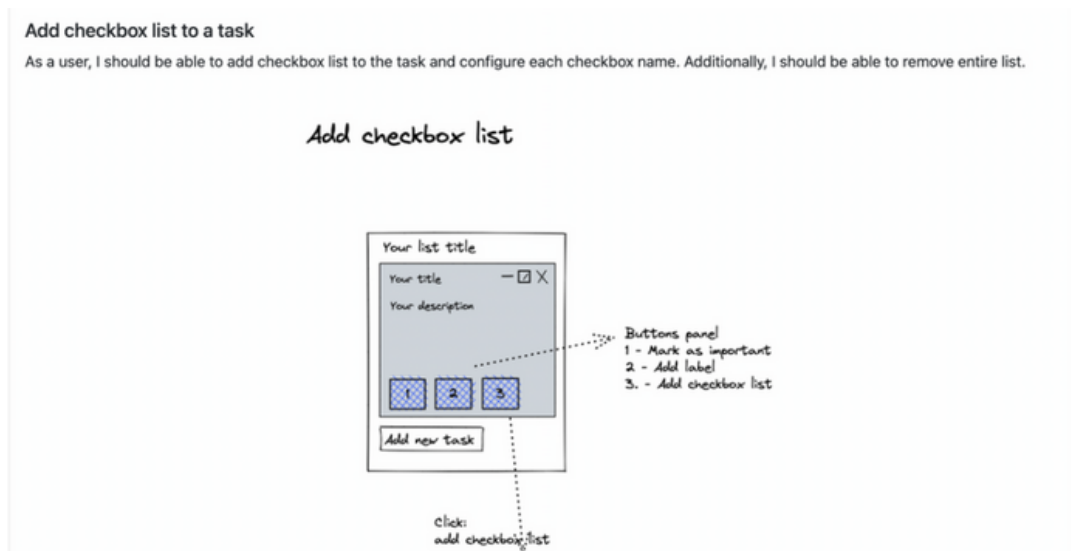 Add checkbox list to a task
As a user, I should be able to add checkbox list to the task and configure each checkbox name. Additionally, I should be able to remove entire list.
Add checkbox list
Your list title
Your title
Your description
1 2 3
Add new task
Buttons panel
1 - Mark as important
2 - Add label
3. - Add checkbox list
Click:
add checkbox list